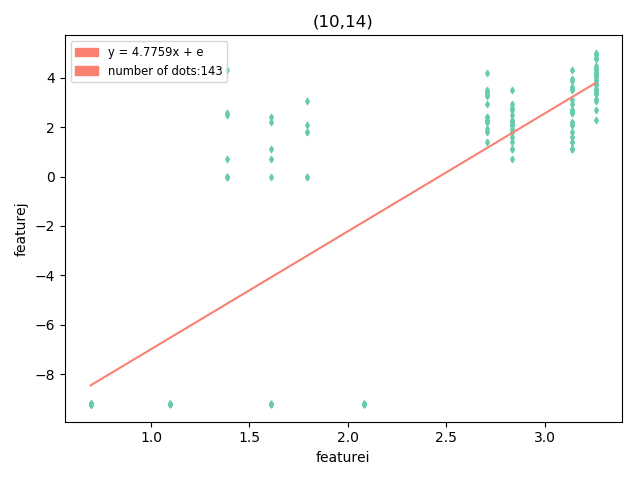 (10,14)
y = 4.7759x + e
number of dots:143
4
2
0
−2
−4
−6
−8
featurej
1.0 1.5 2.0 2.5 3.0
featurei